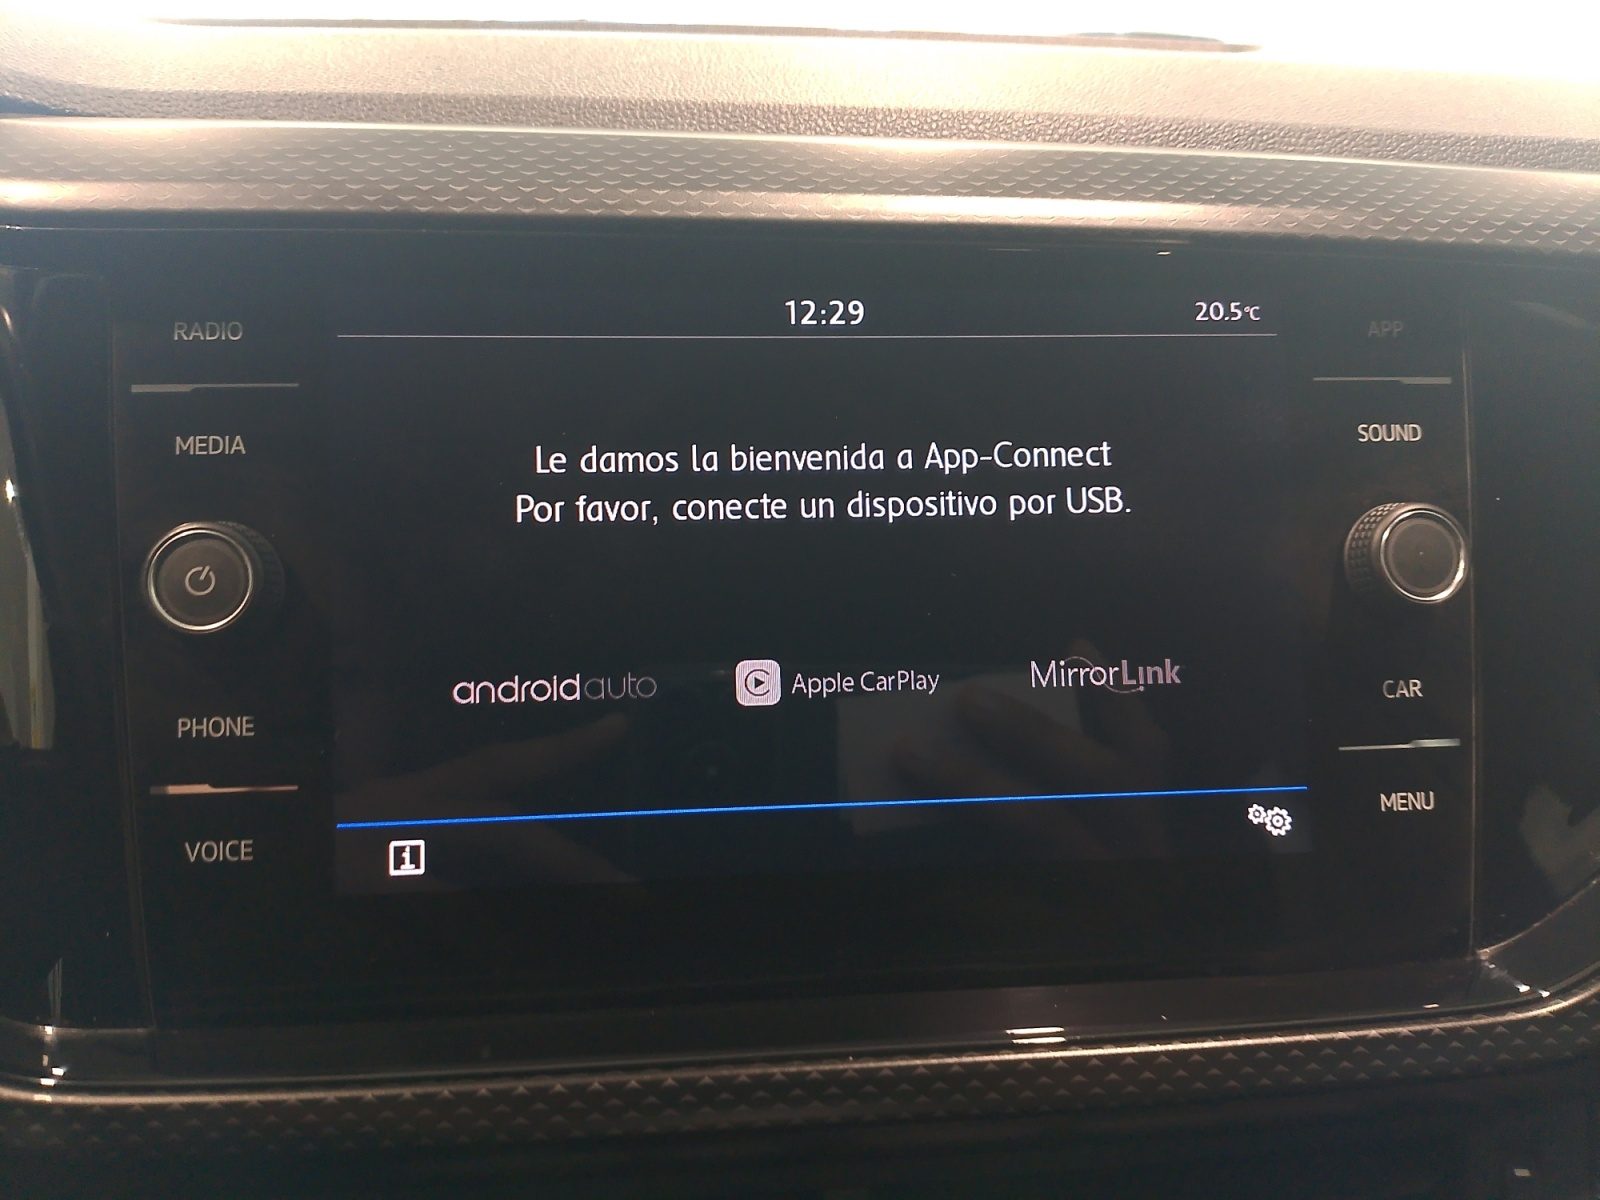 12:29
20.5°C
RADIO
APP
MEDIA
SOUND
Le damos la bienvenida a App-Connect
Por favor, conecte un dispositivo por USB.
androidauto
Apple CarPlay
MirrorLink
PHONE
CAR
VOICE
MENU
i